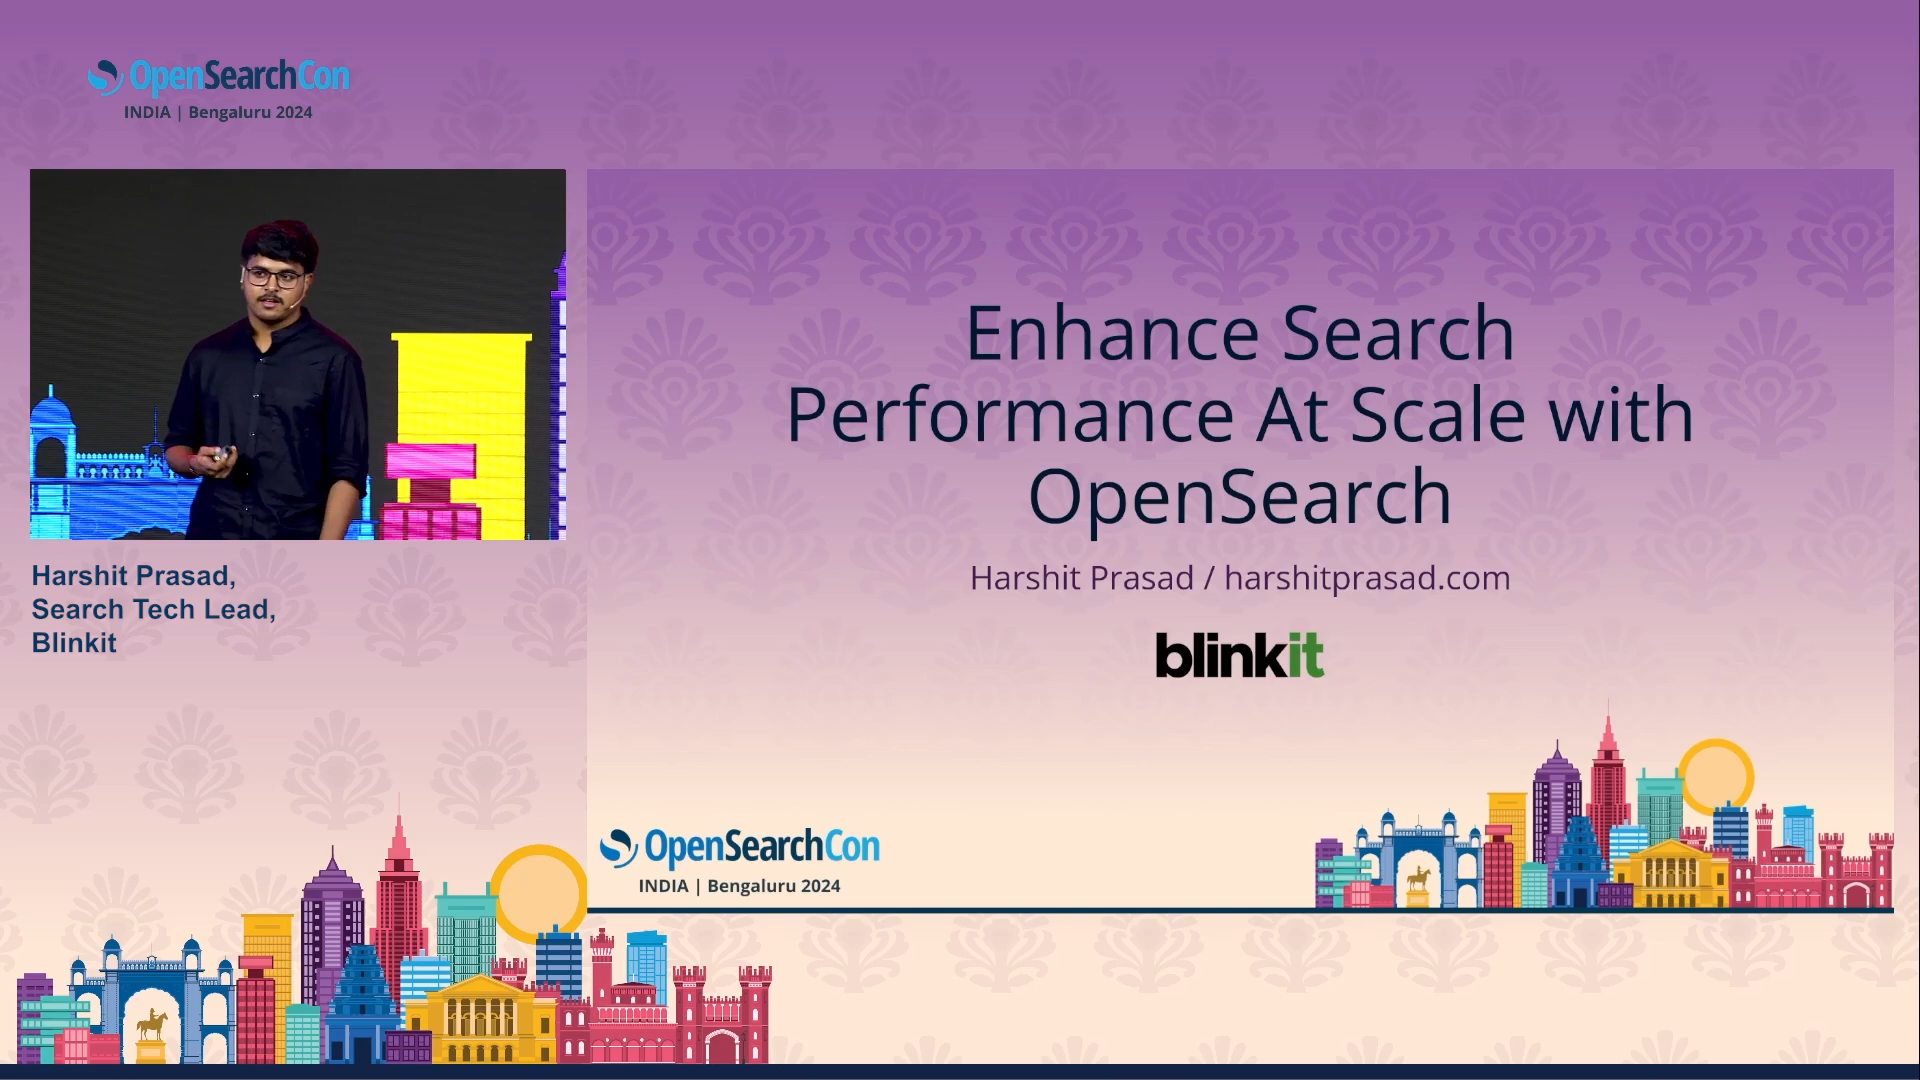 OpenSearchCon
INDIA | Bengaluru 2024
Harshit Prasad,
Search Tech Lead,
Blinkit
Enhance Search
Performance At Scale with
OpenSearch
Harshit Prasad / harshitprasad.com
blinkit
OpenSearchCon
INDIA | Bengaluru 2024